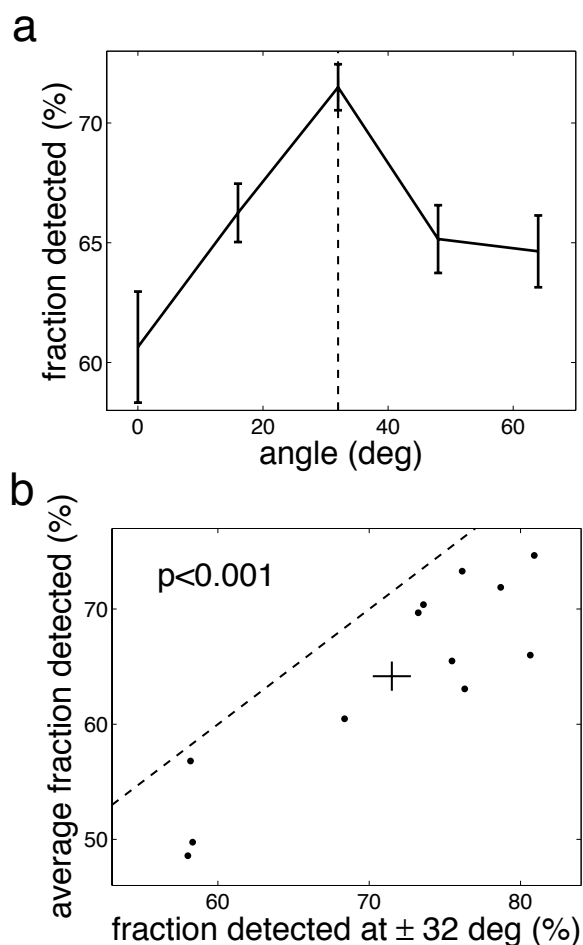 a
fraction detected (%)
70
65
60
0 20 40 60
angle (deg)
b
average fraction detected (%)
p<0.001
70
60
50
60 70 80
fraction detected at ± 32 deg (%)